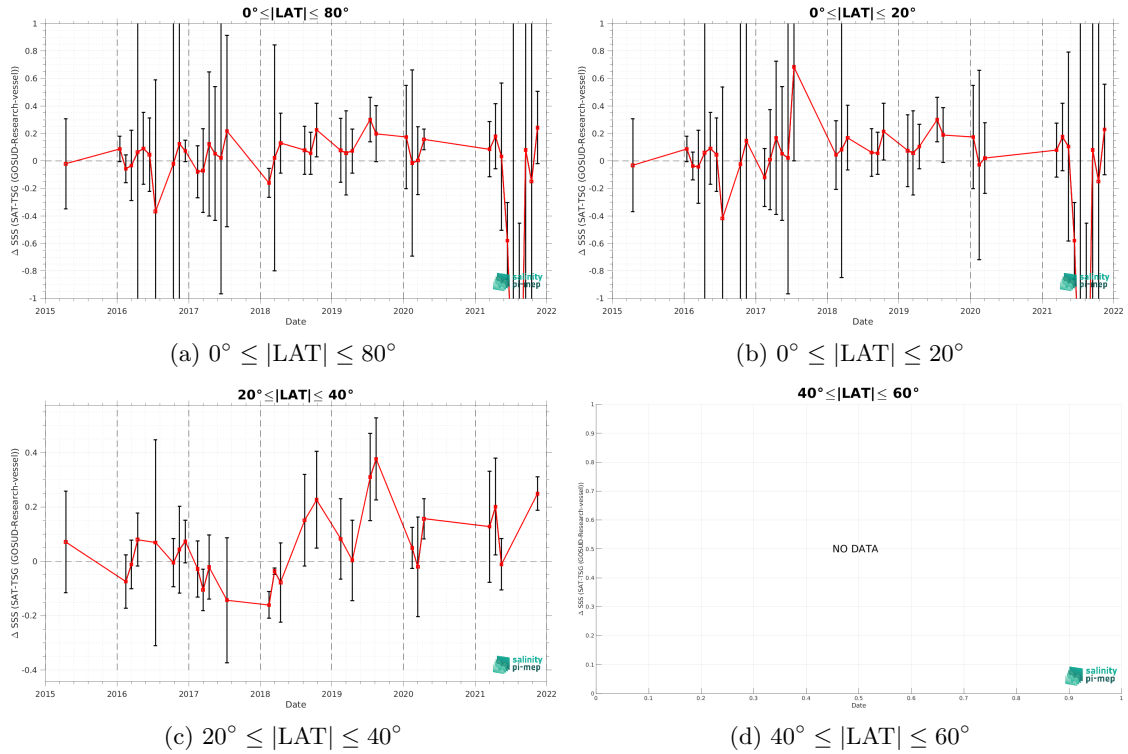 0°≤|LAT|≤ 80°
1
0.8
0.6
0.4
0.2
0
-0.2
-0.4
-0.6
-0.8
-1
Δ SSS (SAT-TSG (GOSUD-Research-vessel))
2015 2016 2017 2018 2019 2020 2021 2022
Date
salinity
pi-mep
(a) 0° ≤ |LAT| ≤ 80°
0°≤|LAT|≤ 20°
1
0.8
0.6
0.4
0.2
0
-0.2
-0.4
-0.6
-0.8
-1
Δ SSS (SAT-TSG (GOSUD-Research-vessel))
2015 2016 2017 2018 2019 2020 2021 2022
Date
salinity
pi-mep
(b) 0° ≤ |LAT| ≤ 20°
20°≤|LAT|≤ 40°
0.4
0.2
0
-0.2
-0.4
Δ SSS (SAT-TSG (GOSUD-Research-vessel))
2015 2016 2017 2018 2019 2020 2021 2022
Date
salinity
pi-mep
(c) 20° ≤ |LAT| ≤ 40°
40°≤|LAT|≤ 60°
1
0.9
0.8
0.7
0.6
0.5
0.4
0.3
0.2
0.1
0
Δ SSS (SAT-TSG (GOSUD-Research-vessel))
NO DATA
0 0.1 0.2 0.3 0.4 0.5 0.6 0.7 0.8 0.9 1
Date
salinity
pi-mep
(d) 40° ≤ |LAT| ≤ 60°